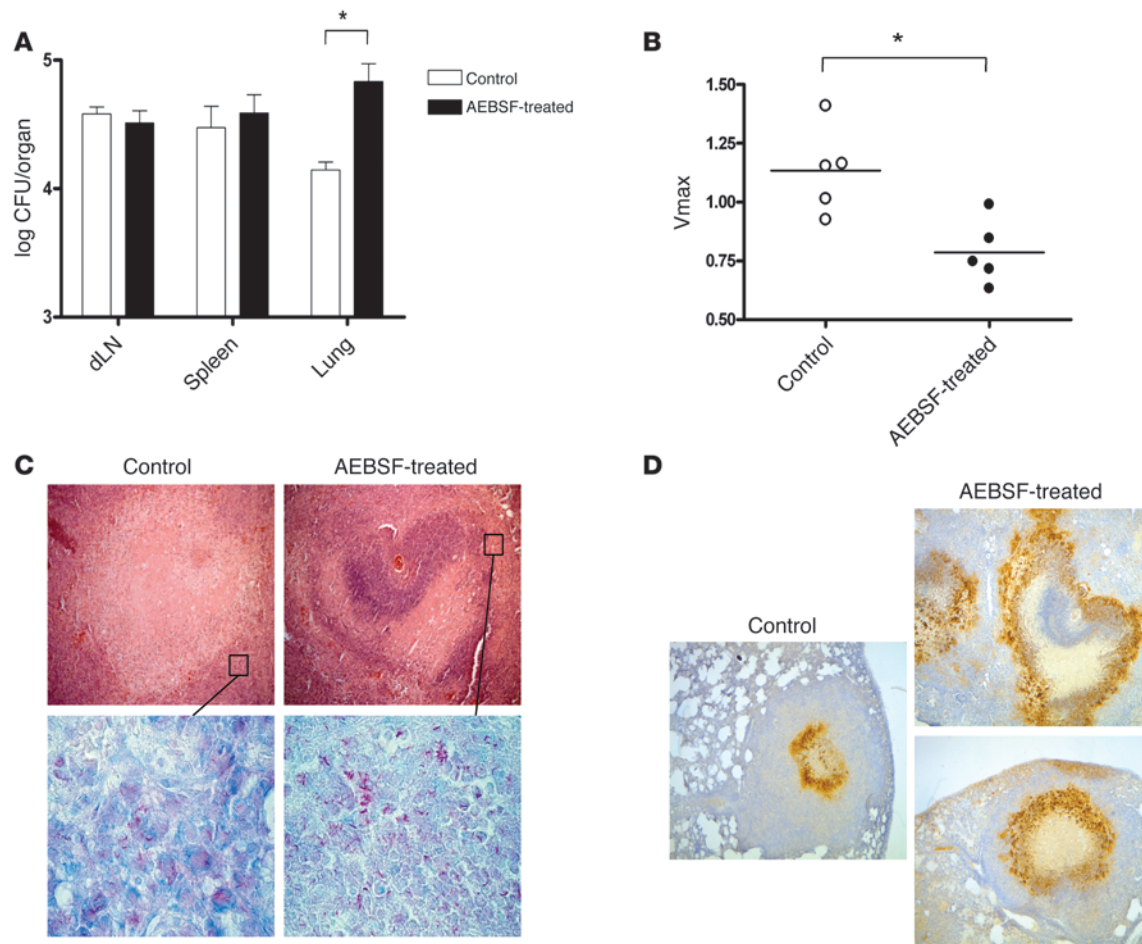 A
*
5
4
3
log CFU/organ
dLN
Spleen
Lung
Control
AEBSF-treated
B
*
1.50
1.25
1.00
0.75
0.50
Vmax
Control
AEBSF-treated
C
Control
AEBSF-treated
D
Control
AEBSF-treated